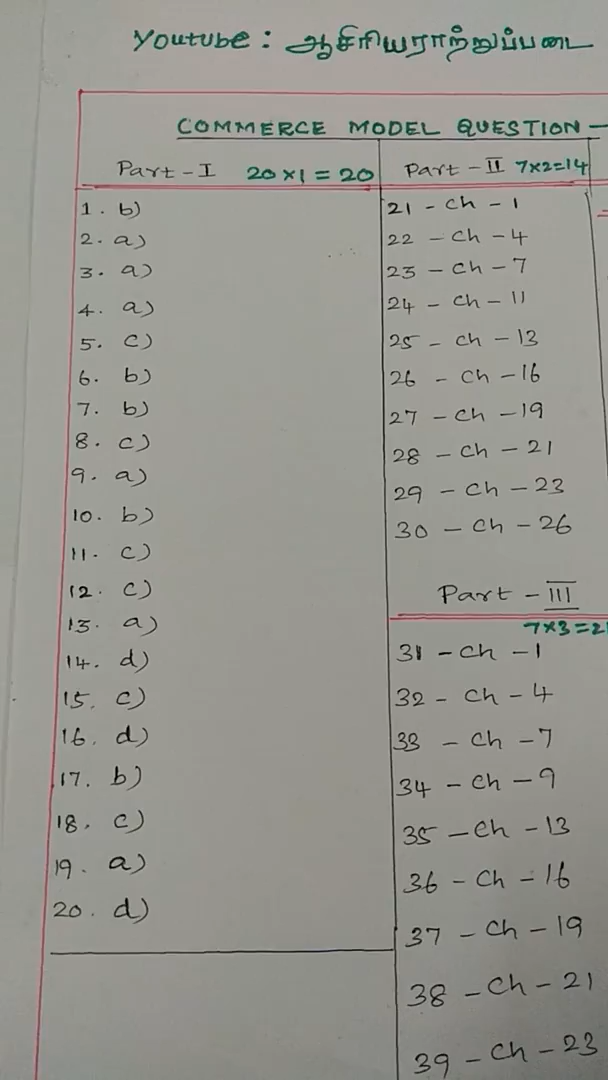 Youtube : ஆசிரியராற்றுப்படை
COMMERCE MODEL QUESTION -
Part - I 20 x 1 = 20
1. b)
2. a)
3. a)
4. a)
5. c)
6. b)
7. b)
8. c)
9. a)
10. b)
11. c)
12. c)
13. a)
14. d)
15. c)
16. d)
17. b)
18. c)
19. a)
20. d)
Part - II 7x2=14
21 - Ch - 1
22 - Ch - 4
23 - Ch - 7
24 - Ch - 11
25 - Ch - 13
26 - Ch - 16
27 - Ch - 19
28 - Ch - 21
29 - Ch - 23
30 - Ch - 26
Part - III
7x3=21
31 - Ch - 1
32 - Ch - 4
33 - Ch - 7
34 - Ch - 9
35 - Ch - 13
36 - Ch - 16
37 - Ch - 19
38 - Ch - 21
39 - Ch - 23